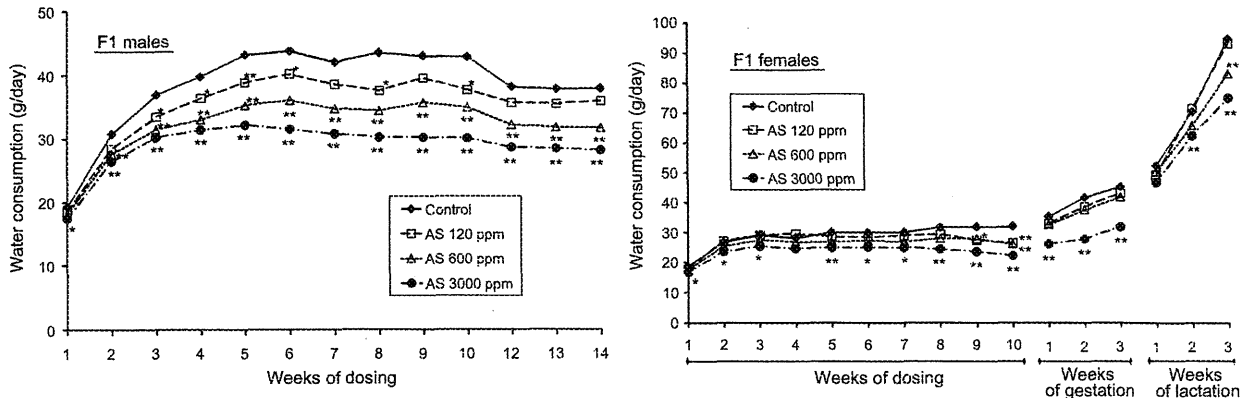 F1 males
Water consumption (g/day)
50
40
30
20
10
0
Control
AS 120 ppm
AS 600 ppm
AS 3000 ppm
1 2 3 4 5 6 7 8 9 10 12 13 14
Weeks of dosing
F1 females
Water consumption (g/day)
100
90
80
70
60
50
40
30
20
10
0
Control
AS 120 ppm
AS 600 ppm
AS 3000 ppm
1 2 3 4 5 6 7 8 9 10 1 2 3 1 2 3
Weeks of dosing
Weeks
of gestation
Weeks
of lactation